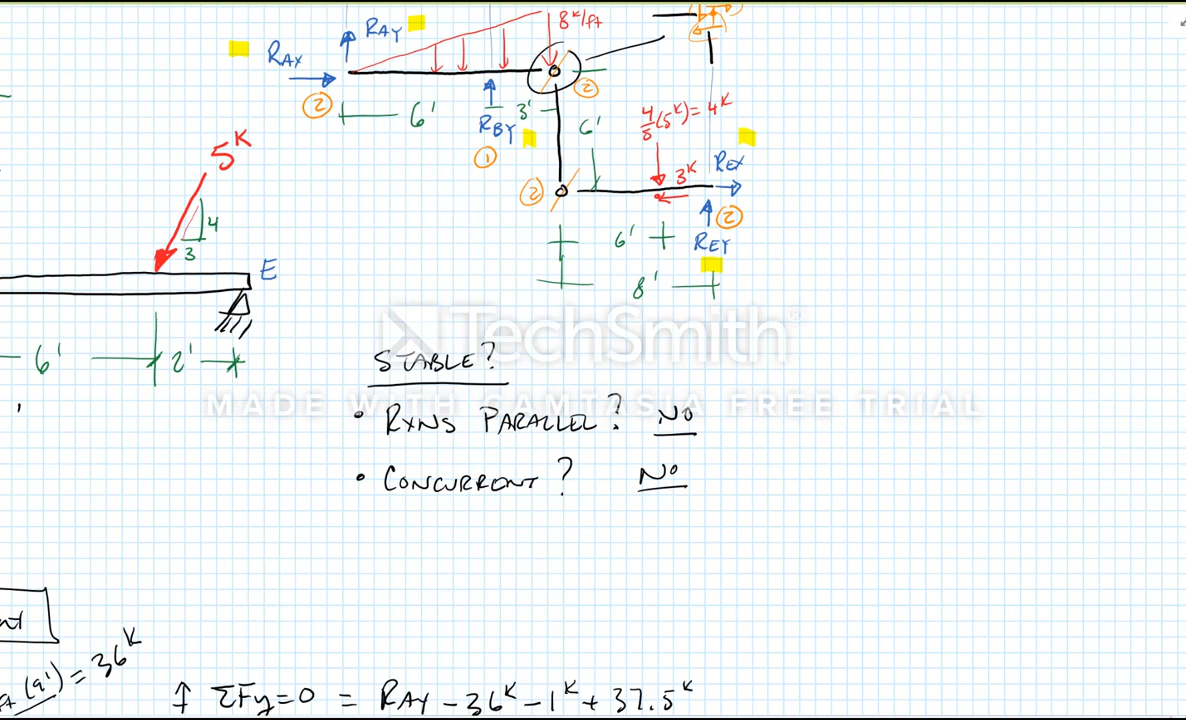 RAY
8 K/ft
RAX
2
6'
3'
2
RBY
1
6'
4/5(5K) = 4K
3K
REX
2
2
REY
6'
8'
5K
4
3
E
6'
2'
TechSmith®
MADE WITH CAMTASIA FREE TRIAL
STABLE?
• RXNS PARALLEL? NO
• CONCURRENT? NO
(9') = 36K
↑ ΣFy=0 = RAY - 36K - 1K + 37.5K